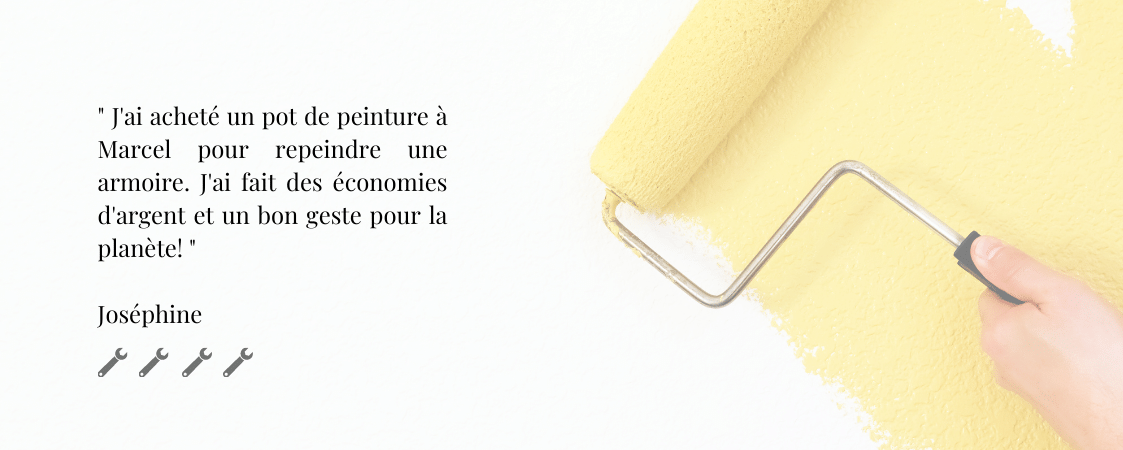 " J'ai acheté un pot de peinture à
Marcel pour repeindre une
armoire. J'ai fait des économies
d'argent et un bon geste pour la
planète! "
Joséphine